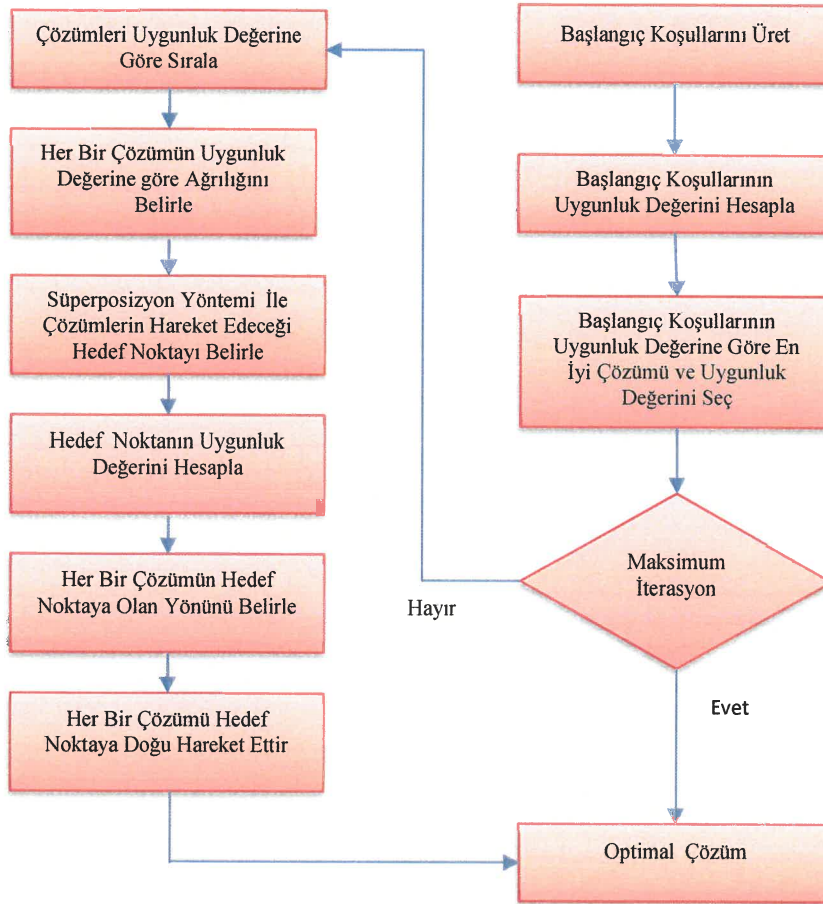 Çözümleri Uygunluk Değerine
Göre Sırala
Her Bir Çözümün Uygunluk
Değerine göre Ağrılığını
Belirle
Süperposizyon Yöntemi İle
Çözümlerin Hareket Edeceği
Hedef Noktayı Belirle
Hedef Noktanın Uygunluk
Değerini Hesapla
Her Bir Çözümün Hedef
Noktaya Olan Yönünü Belirle
Her Bir Çözümü Hedef
Noktaya Doğu Hareket Ettir
Başlangıç Koşullarını Üret
Başlangıç Koşullarının
Uygunluk Değerini Hesapla
Başlangıç Koşullarının
Uygunluk Değerine Göre En
İyi Çözümü ve Uygunluk
Değerini Seç
Maksimum
İterasyon
Hayır
Evet
Optimal Çözüm